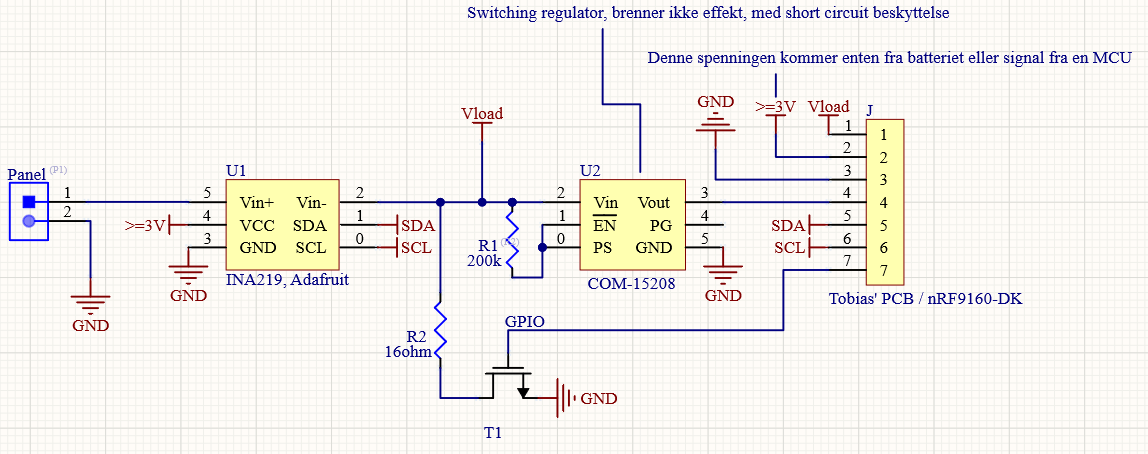 Switching regulator, brenner ikke effekt, med short circuit beskyttelse
Denne spenningen kommer enten fra batteriet eller signal fra en MCU
GND
>=3V
Vload
J
Vload
1
1
2
2
3
3
4
4
5
5
6
6
7
7
SDA
SCL
Tobias' PCB / nRF9160-DK
Panel
(P1)
1
2
GND
U1
5
Vin+
Vin-
2
>=3V
4
VCC
SDA
1
SDA
3
GND
SCL
0
SCL
GND
INA219, Adafruit
R1
200k
U2
2
Vin
Vout
3
1
EN
PG
4
0
PS
GND
5
COM-15208
GND
R2
16ohm
GPIO
GND
T1